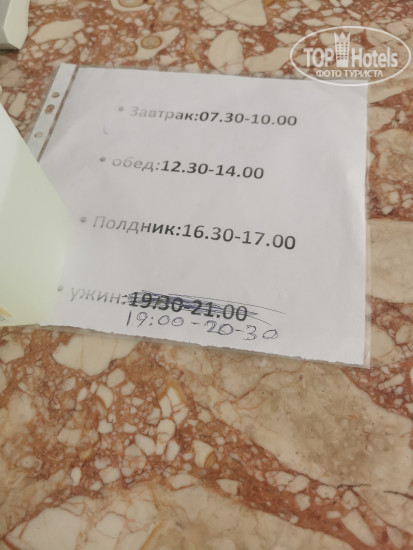 TOP Hotels
ФОТО ТУРИСТА
• Завтрак:07.30-10.00
• обед:12.30-14.00
• Полдник:16.30-17.00
• ужин:19/30-21.00
19:00-20-30